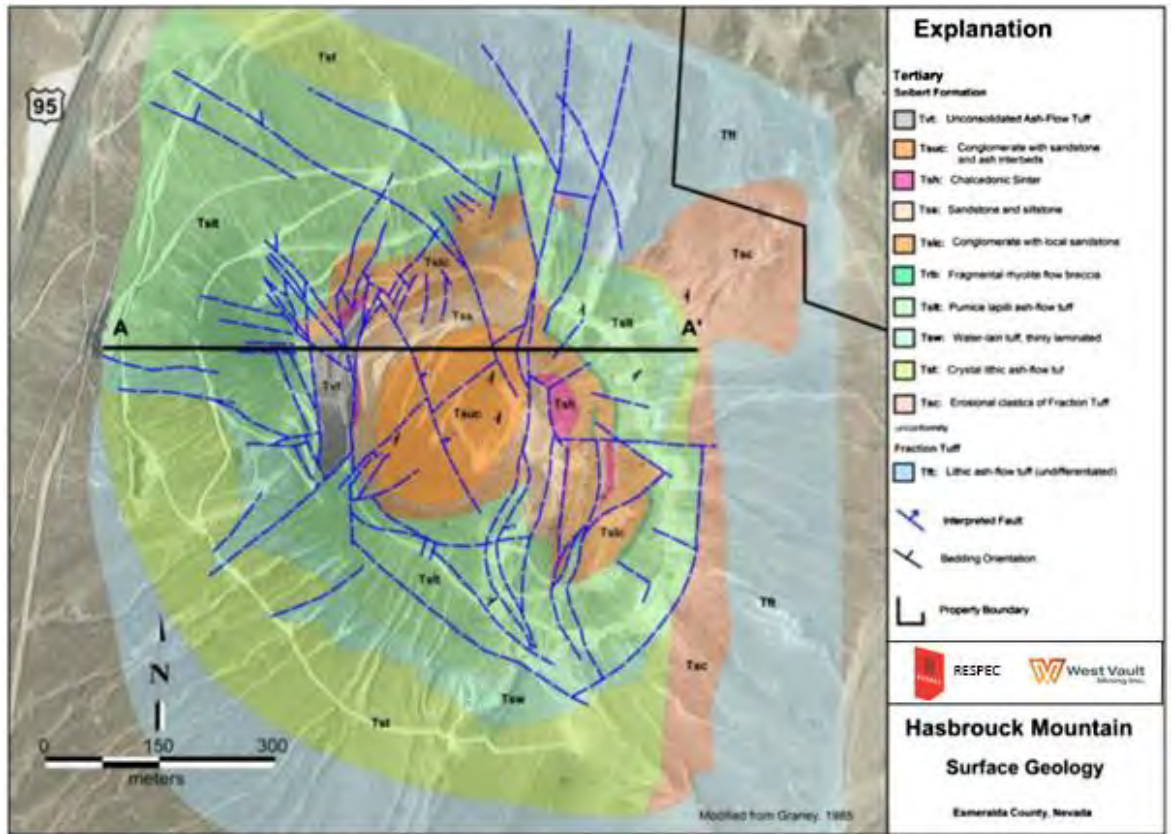 Explanation
Tertiary
Seibert Formation
Tvt: Unconsolidated Ash-Flow Tuff
Tsuc: Conglomerate with sandstone
and ash interbeds
Tsh: Chalcedonic Sinter
Tss: Sandstone and siltstone
Tslc: Conglomerate with local sandstone
Trb: Fragmental rhyolite flow breccia
Tslt: Pumice lapilli ash-flow tuff
Tsw: Water-lain tuff, thinly laminated
Tst: Crystal lithic ash-flow tuf
Tsc: Erosional clastics of Fraction Tuff
unconformity
Fraction Tuff
Tft: Lithic ash-flow tuff (undifferentiated)
Interpreted Fault
Bedding Orientation
Property Boundary
RESPEC
West Vault
Mining Inc.
Hasbrouck Mountain
Surface Geology
Esmeralda County, Nevada
95
Tst
Tft
Tslt
Tslc
Tsc
Tss
Tslt
A
A'
Tvt
Tsuc
Tsh
Tslc
Tslt
Tft
Tsc
Tsw
Tst
N
0 150 300
meters
Modified from Graney, 1985